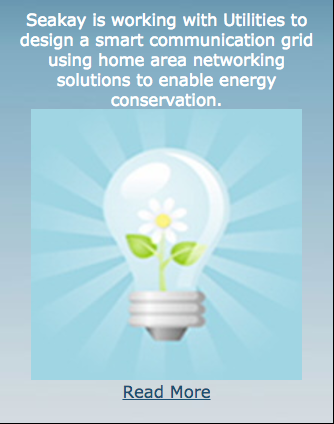 Seakay is working with Utilities to
design a smart communication grid
using home area networking
solutions to enable energy
conservation.
Read More